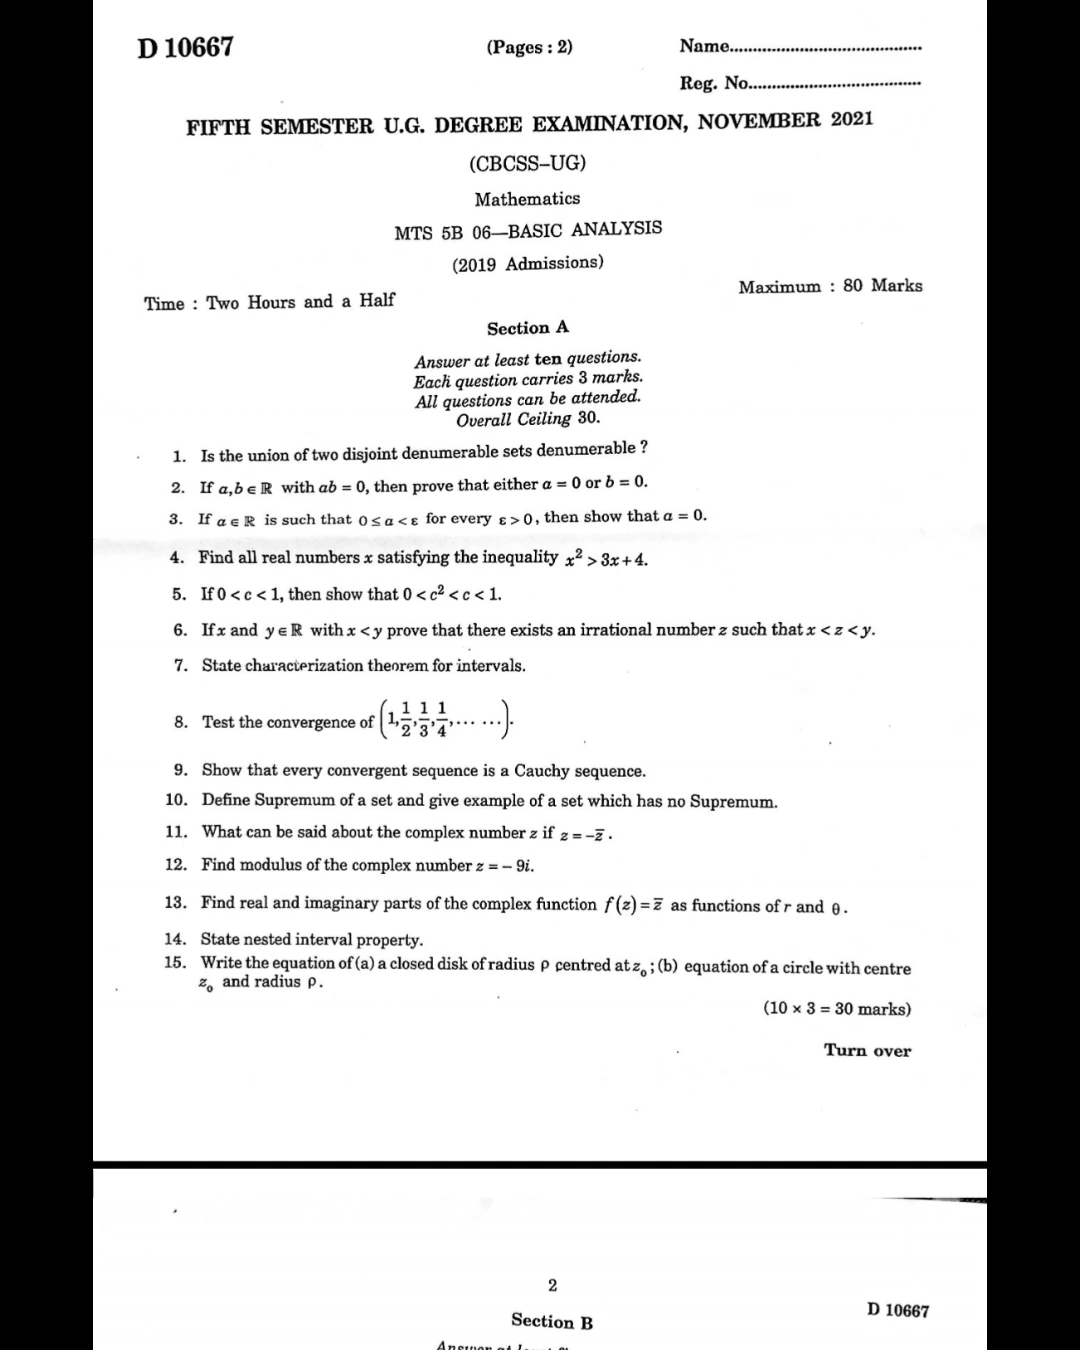 D 10667
(Pages : 2)
Name..........................................
Reg. No......................................
FIFTH SEMESTER U.G. DEGREE EXAMINATION, NOVEMBER 2021
(CBCSS–UG)
Mathematics
MTS 5B 06—BASIC ANALYSIS
(2019 Admissions)
Time : Two Hours and a Half
Maximum : 80 Marks
Section A
Answer at least ten questions.
Each question carries 3 marks.
All questions can be attended.
Overall Ceiling 30.
1. Is the union of two disjoint denumerable sets denumerable ?
2. If a,b ∈ ℝ with ab = 0, then prove that either a = 0 or b = 0.
3. If a ∈ ℝ is such that 0 ≤ a < ε for every ε > 0, then show that a = 0.
4. Find all real numbers x satisfying the inequality x² > 3x + 4.
5. If 0 < c < 1, then show that 0 < c² < c < 1.
6. If x and y ∈ ℝ with x < y prove that there exists an irrational number z such that x < z < y.
7. State characterization theorem for intervals.
8. Test the convergence of (1, 1/2, 1/3, 1/4, ... ...).
9. Show that every convergent sequence is a Cauchy sequence.
10. Define Supremum of a set and give example of a set which has no Supremum.
11. What can be said about the complex number z if z = –z̄ .
12. Find modulus of the complex number z = – 9i.
13. Find real and imaginary parts of the complex function f(z) = z̄ as functions of r and θ .
14. State nested interval property.
15. Write the equation of (a) a closed disk of radius ρ centred at z₀ ; (b) equation of a circle with centre
z₀ and radius ρ .
(10 × 3 = 30 marks)
Turn over
2
D 10667
Section B
Answer at